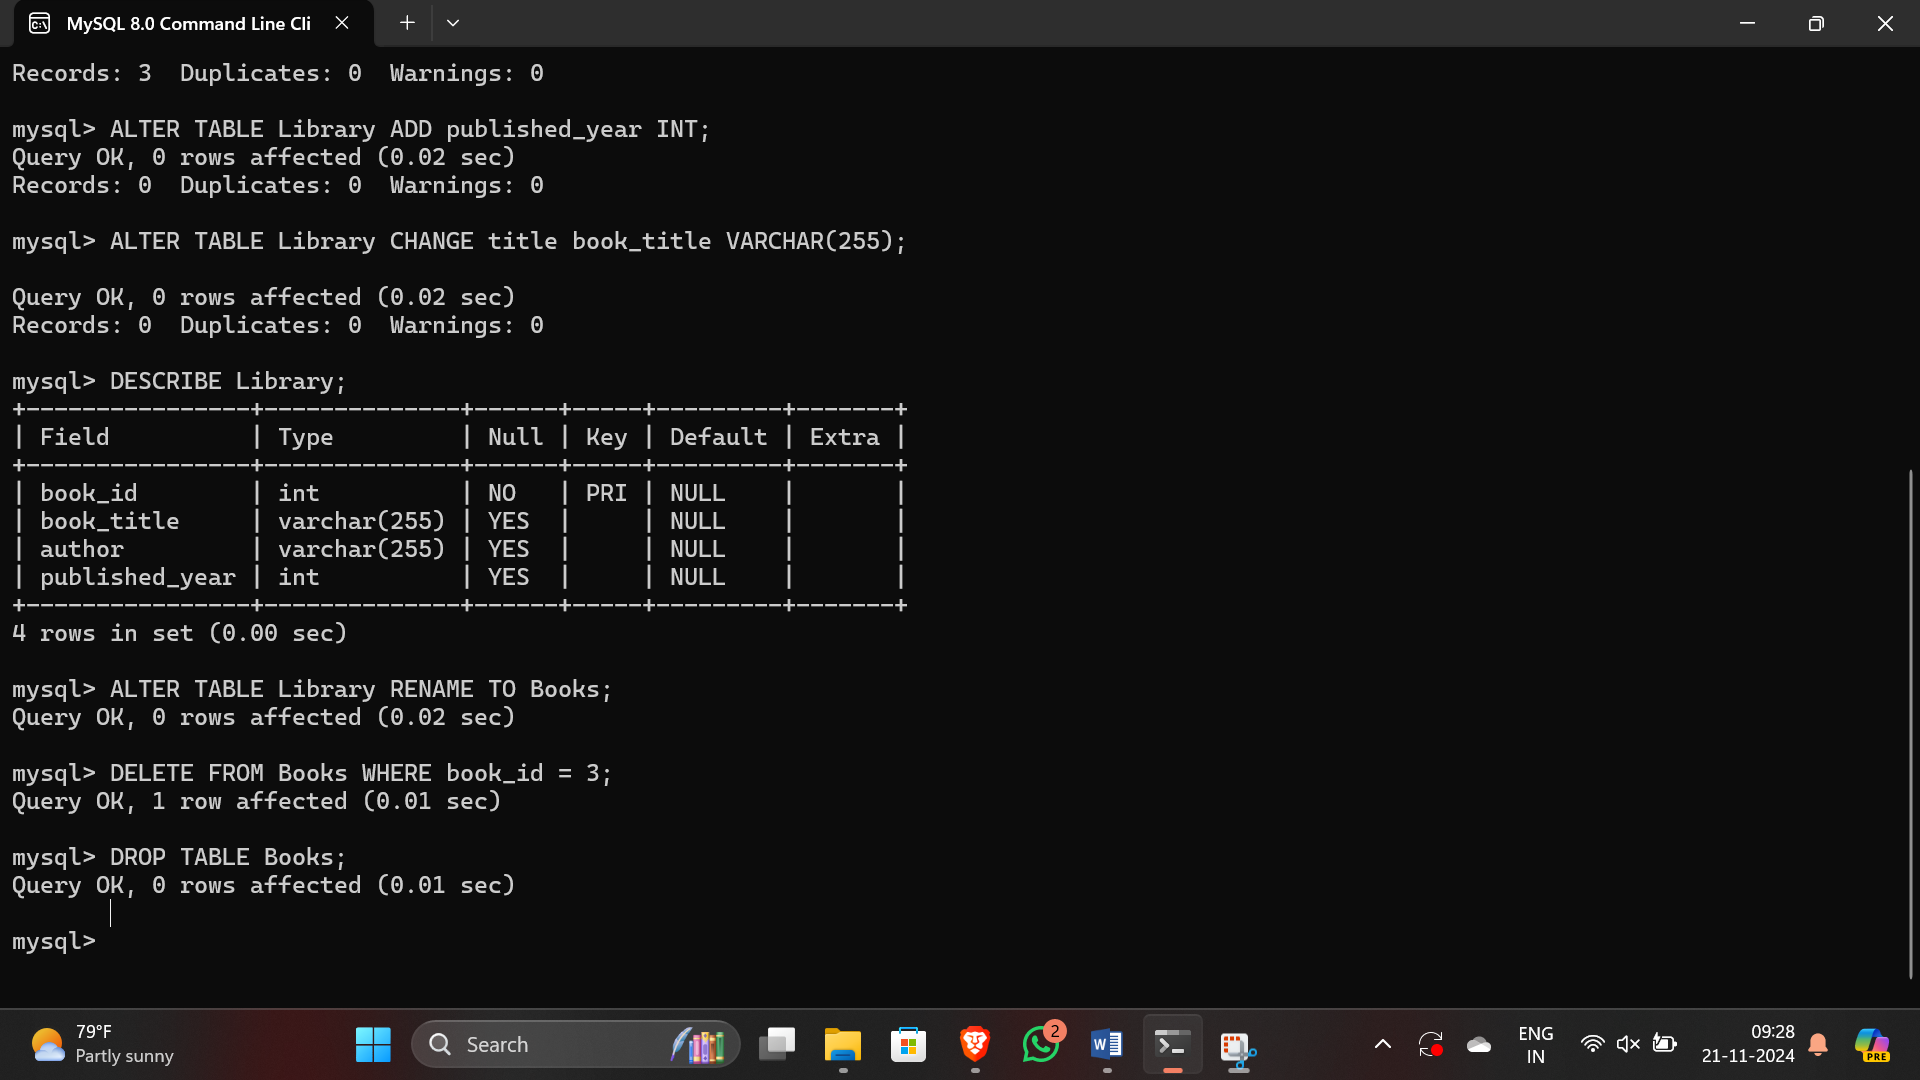 MySQL 8.0 Command Line Cli
Records: 3  Duplicates: 0  Warnings: 0
mysql> ALTER TABLE Library ADD published_year INT;
Query OK, 0 rows affected (0.02 sec)
Records: 0  Duplicates: 0  Warnings: 0
mysql> ALTER TABLE Library CHANGE title book_title VARCHAR(255);
Query OK, 0 rows affected (0.02 sec)
Records: 0  Duplicates: 0  Warnings: 0
mysql> DESCRIBE Library;
+----------------+--------------+------+-----+---------+-------+
| Field          | Type         | Null | Key | Default | Extra |
+----------------+--------------+------+-----+---------+-------+
| book_id        | int          | NO   | PRI | NULL    |       |
| book_title     | varchar(255) | YES  |     | NULL    |       |
| author         | varchar(255) | YES  |     | NULL    |       |
| published_year | int          | YES  |     | NULL    |       |
+----------------+--------------+------+-----+---------+-------+
4 rows in set (0.00 sec)
mysql> ALTER TABLE Library RENAME TO Books;
Query OK, 0 rows affected (0.02 sec)
mysql> DELETE FROM Books WHERE book_id = 3;
Query OK, 1 row affected (0.01 sec)
mysql> DROP TABLE Books;
Query OK, 0 rows affected (0.01 sec)
mysql>
79°F
Partly sunny
Search
2
W
ENG
IN
09:28
21-11-2024
PRE